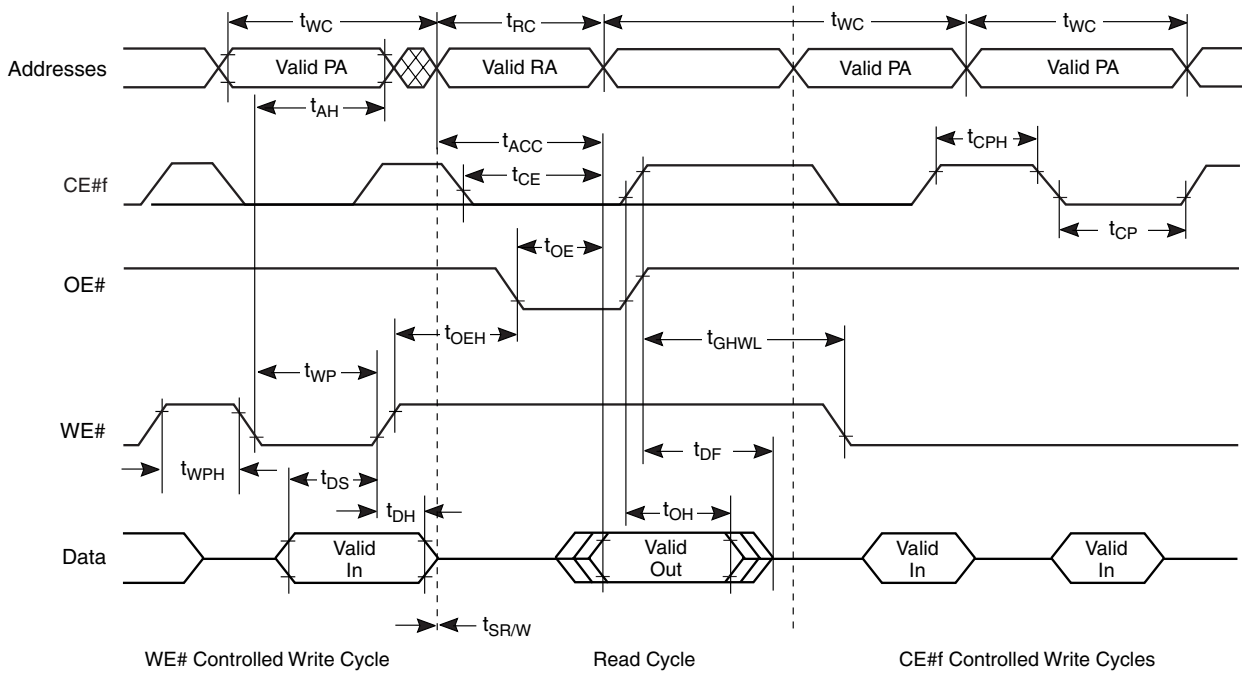 tWC tRC tWC tWC
Addresses Valid PA Valid RA Valid PA Valid PA
tAH
tACC tCPH
CE#f tCE
tCP
tOE
OE#
tOEH tGHWL
tWP
WE#
tDF
tWPH tDS
tDH tOH
Data Valid In Valid Out Valid In Valid In
tSR/W
WE# Controlled Write Cycle Read Cycle CE#f Controlled Write Cycles